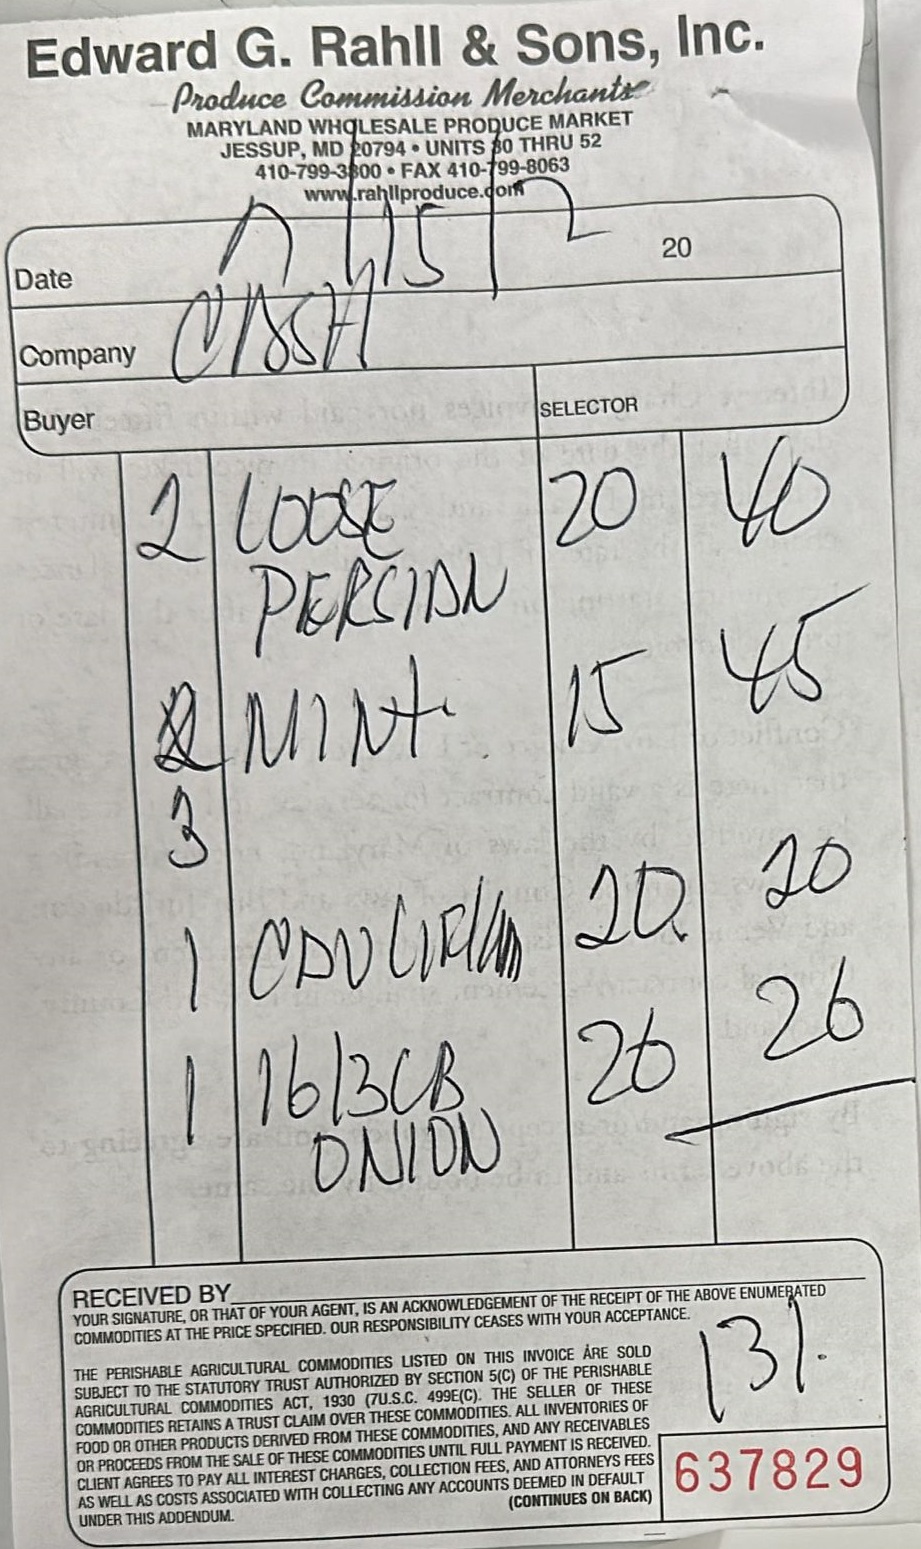 Edward G. Rahll & Sons, Inc.
Produce Commission Merchants
MARYLAND WHOLESALE PRODUCE MARKET
JESSUP, MD 20794 • UNITS 30 THRU 52
410-799-3800 • FAX 410-799-8063
www.rahllproduce.com
Date 20
Company CASH
Buyer SELECTOR
2 LOOSE 20 40
PERSIAN
2 MINT 15 45
3
1 CAULIFLW 20 20
1 16/3CB 26 26
ONION
RECEIVED BY
YOUR SIGNATURE, OR THAT OF YOUR AGENT, IS AN ACKNOWLEDGEMENT OF THE RECEIPT OF THE ABOVE ENUMERATED
COMMODITIES AT THE PRICE SPECIFIED. OUR RESPONSIBILITY CEASES WITH YOUR ACCEPTANCE.
131.
THE PERISHABLE AGRICULTURAL COMMODITIES LISTED ON THIS INVOICE ARE SOLD
SUBJECT TO THE STATUTORY TRUST AUTHORIZED BY SECTION 5(C) OF THE PERISHABLE
AGRICULTURAL COMMODITIES ACT, 1930 (7U.S.C. 499E(C). THE SELLER OF THESE
COMMODITIES RETAINS A TRUST CLAIM OVER THESE COMMODITIES. ALL INVENTORIES OF
FOOD OR OTHER PRODUCTS DERIVED FROM THESE COMMODITIES, AND ANY RECEIVABLES
OR PROCEEDS FROM THE SALE OF THESE COMMODITIES UNTIL FULL PAYMENT IS RECEIVED.
CLIENT AGREES TO PAY ALL INTEREST CHARGES, COLLECTION FEES, AND ATTORNEYS FEES
AS WELL AS COSTS ASSOCIATED WITH COLLECTING ANY ACCOUNTS DEEMED IN DEFAULT
UNDER THIS ADDENDUM. (CONTINUES ON BACK)
637829